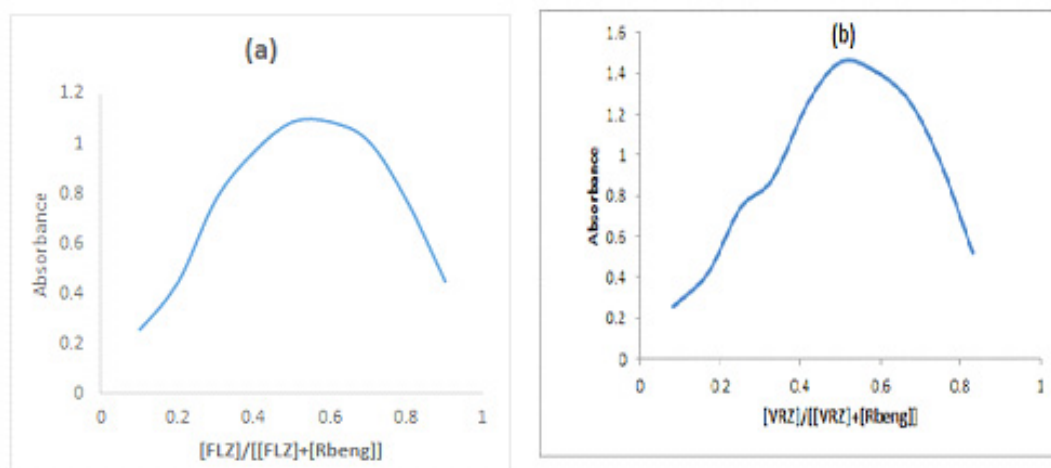 (a)
1.2
1
0.8
0.6
0.4
0.2
0
Absorbance
0 0.2 0.4 0.6 0.8 1
[FLZ]/[[FLZ]+[Rbeng]]
(b)
1.6
1.4
1.2
1
0.8
0.6
0.4
0.2
0
Absorbance
0 0.2 0.4 0.6 0.8 1
[VRZ]/[[VRZ]+[Rbeng]]